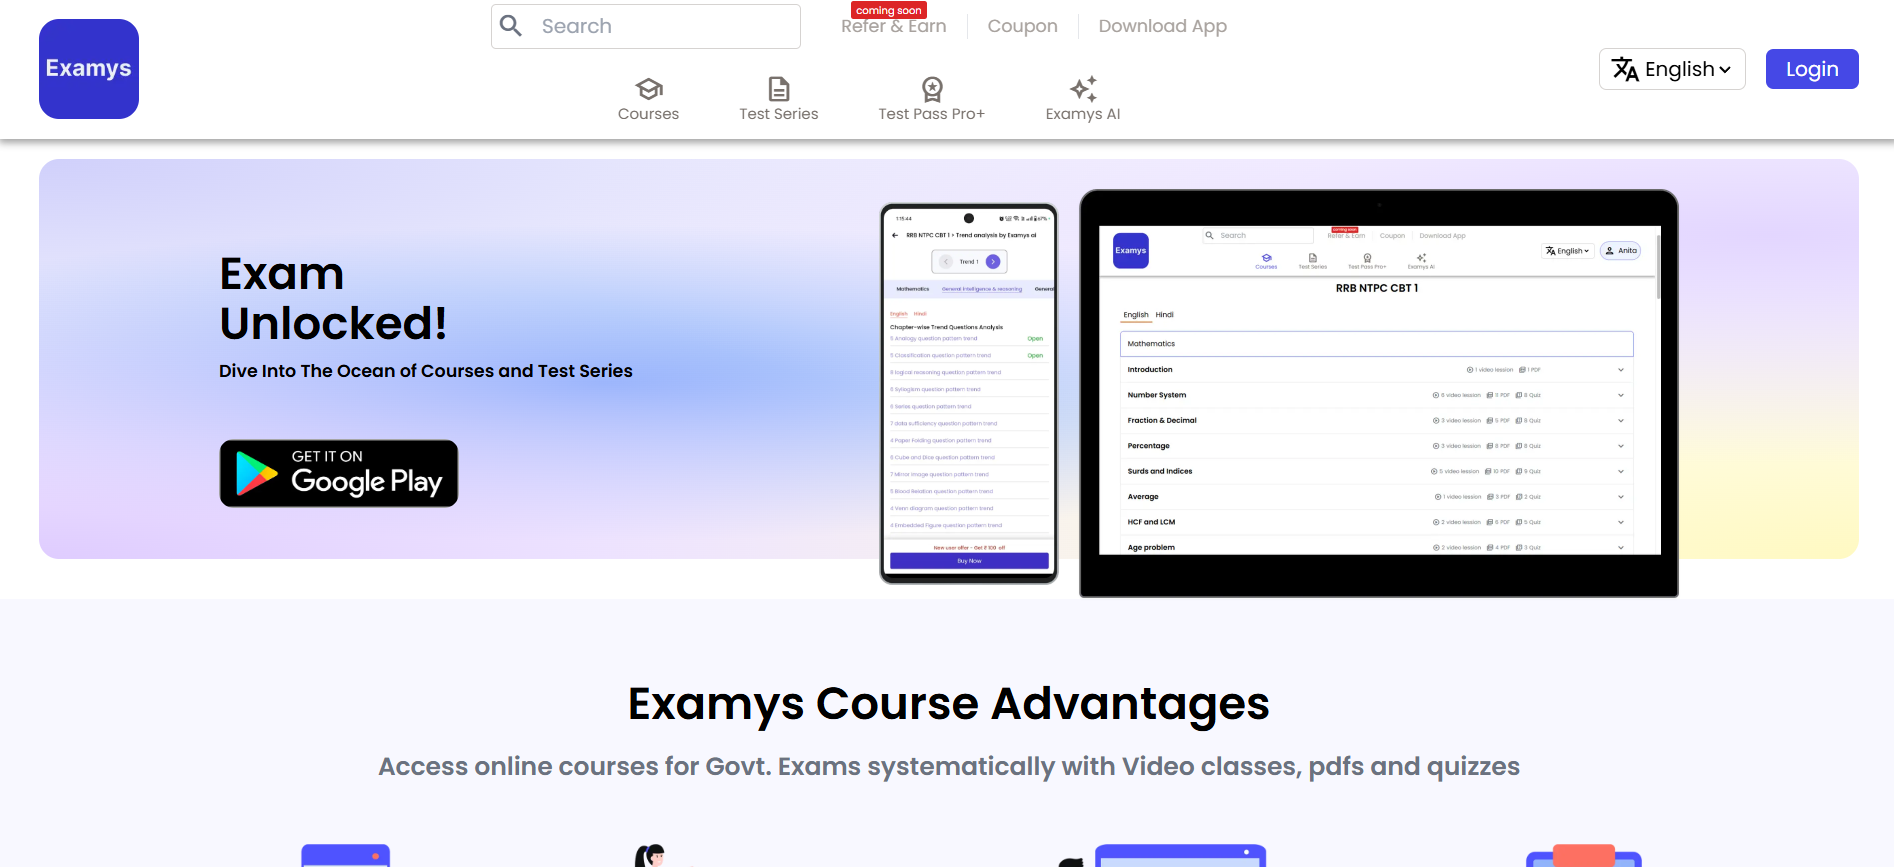 Examys
Search
coming soon
Refer & Earn
Coupon
Download App
English
Login
Courses
Test Series
Test Pass Pro+
Examys AI
Exam
Unlocked!
Dive Into The Ocean of Courses and Test Series
GET IT ON
Google Play
RRB NTPC CBT 1 > Trend analysis by Examys ai
Trend 1
Mathematics General Intelligence & reasoning General
English Hindi
Chapter-wise Trend Questions Analysis
5 Analogy question pattern trend Open
5 Classification question pattern trend Open
8 logical reasoning question pattern trend
6 Syllogism question pattern trend
6 Series question pattern trend
7 data sufficiency question pattern trend
4 Paper Folding question pattern trend
6 Cube and Dice question pattern trend
7 Mirror Image question pattern trend
5 Blood Relation question pattern trend
4 Venn diagram question pattern trend
4 Embedded Figure question pattern trend
New user offer - Get ₹100 off
Buy Now
Examys
Search
coming soon
Refer & Earn
Coupon
Download App
English
Anita
Courses
Test Series
Test Pass Pro+
Examys AI
RRB NTPC CBT 1
English Hindi
Mathematics
Introduction 1 video lession 1 PDF
Number System 6 video lession 11 PDF 8 Quiz
Fraction & Decimal 3 video lession 5 PDF 8 Quiz
Percentage 3 video lession 8 PDF 8 Quiz
Surds and Indices 5 video lession 10 PDF 9 Quiz
Average 1 video lession 3 PDF 2 Quiz
HCF and LCM 2 video lession 6 PDF 5 Quiz
Age problem 2 video lession 4 PDF 3 Quiz
Examys Course Advantages
Access online courses for Govt. Exams systematically with Video classes, pdfs and quizzes